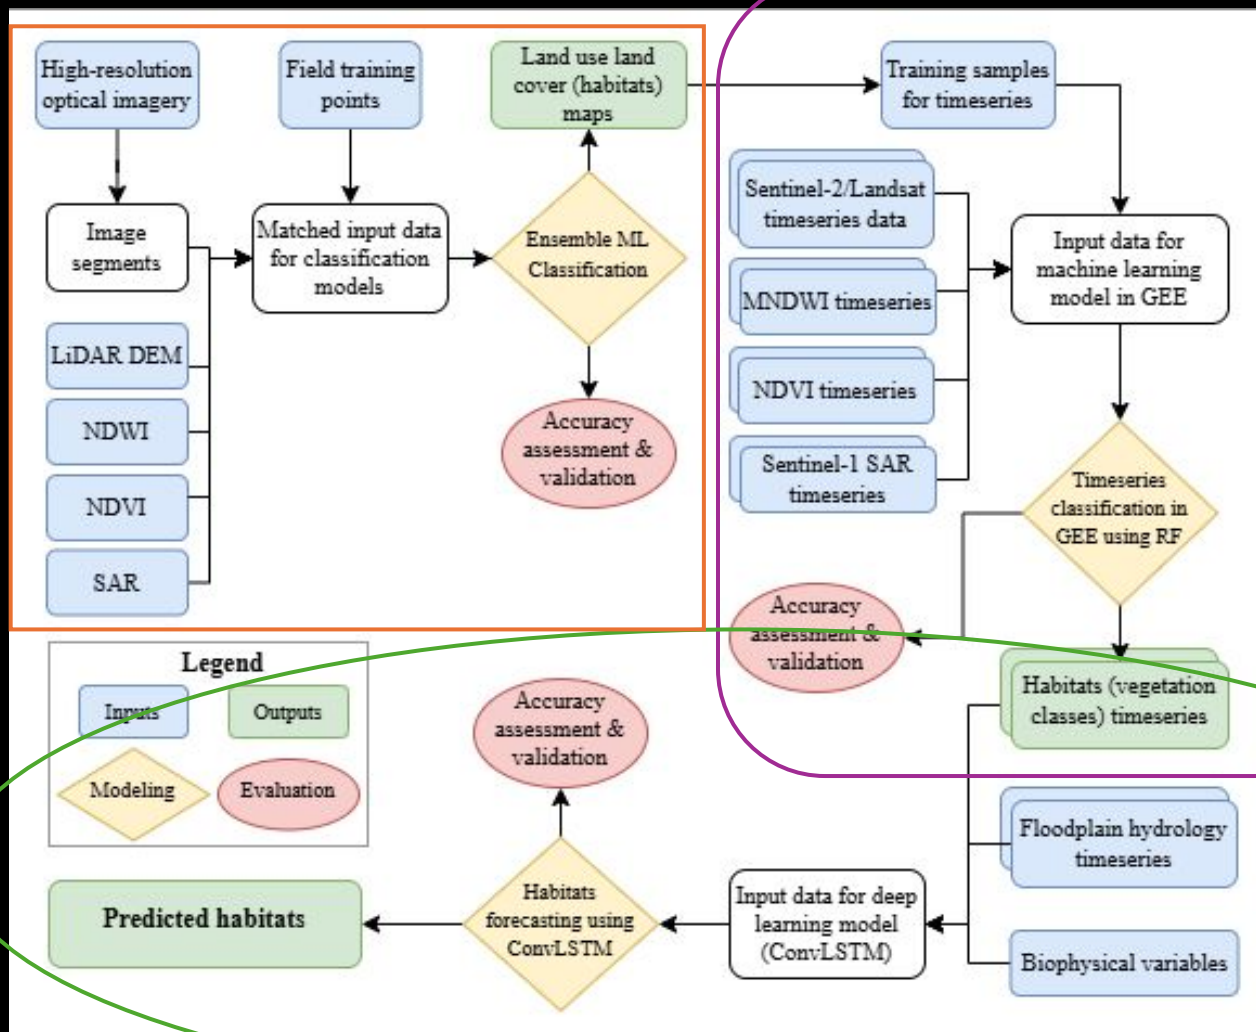 High-resolution
optical imagery
Field training
points
Land use land
cover (habitats)
maps
Image
segments
Matched input data
for classification
models
Ensemble ML
Classification
LiDAR DEM
NDWI
NDVI
SAR
Accuracy
assessment &
validation
Training samples
for timeseries
Sentinel-2/Landsat
timeseries data
MNDWI timeseries
NDVI timeseries
Sentinel-1 SAR
timeseries
Input data for
machine learning
model in GEE
Timeseries
classification in
GEE using RF
Accuracy
assessment &
validation
Habitats (vegetation
classes) timeseries
Legend
Inputs
Outputs
Modeling
Evaluation
Accuracy
assessment &
validation
Floodplain hydrology
timeseries
Biophysical variables
Input data for deep
learning model
(ConvLSTM)
Habitats
forecasting using
ConvLSTM
Predicted habitats